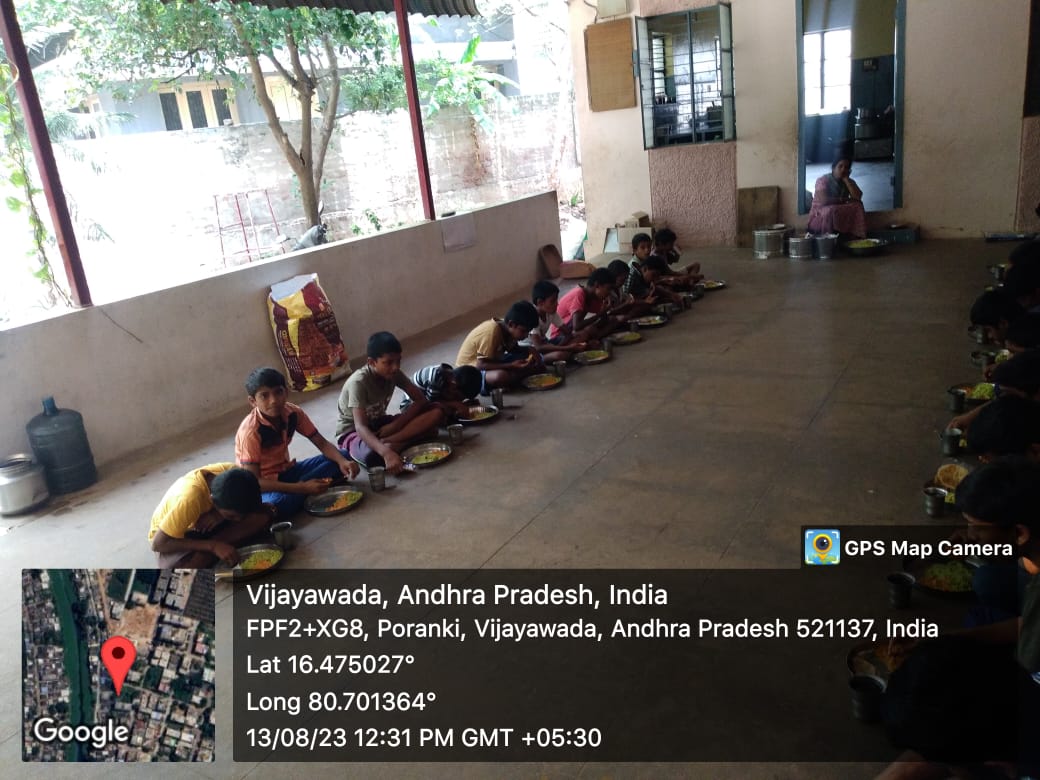 GPS Map Camera
Vijayawada, Andhra Pradesh, India
FPF2+XG8, Poranki, Vijayawada, Andhra Pradesh 521137, India
Lat 16.475027°
Long 80.701364°
13/08/23 12:31 PM GMT +05:30
Google